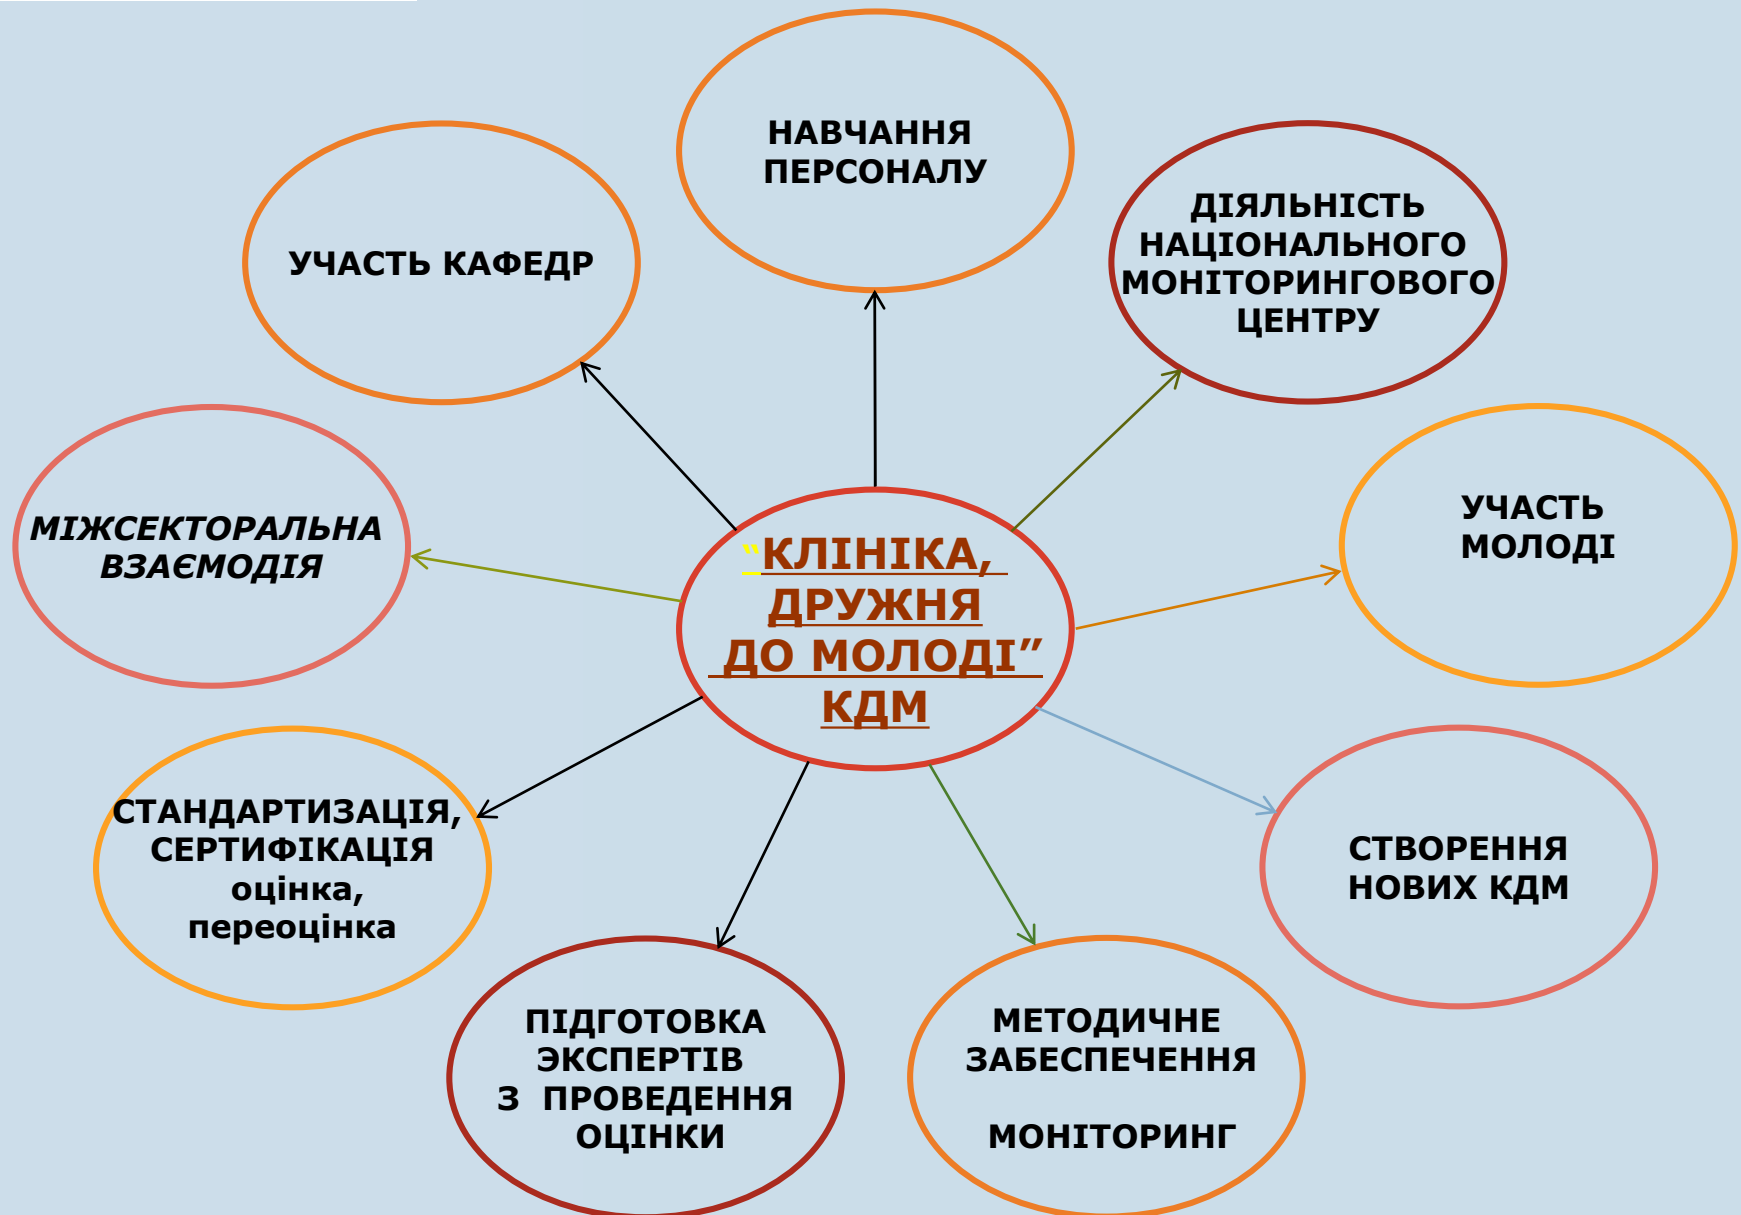 НАВЧАННЯ
ПЕРСОНАЛУ
УЧАСТЬ КАФЕДР
ДІЯЛЬНІСТЬ
НАЦІОНАЛЬНОГО
МОНІТОРИНГОВОГО
ЦЕНТРУ
МІЖСЕКТОРАЛЬНА
ВЗАЄМОДІЯ
УЧАСТЬ
МОЛОДІ
"КЛІНІКА,
ДРУЖНЯ
ДО МОЛОДІ”
КДМ
СТАНДАРТИЗАЦІЯ,
СЕРТИФІКАЦІЯ
оцінка,
переоцінка
СТВОРЕННЯ
НОВИХ КДМ
ПІДГОТОВКА
ЭКСПЕРТІВ
З ПРОВЕДЕННЯ
ОЦІНКИ
МЕТОДИЧНЕ
ЗАБЕСПЕЧЕННЯ
МОНІТОРИНГ